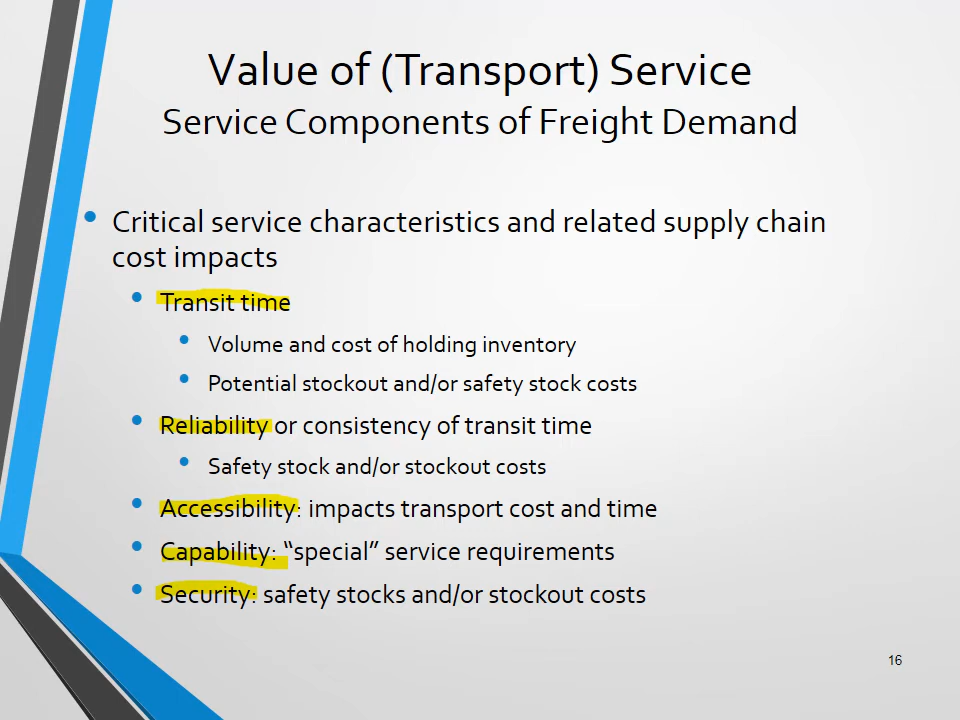 Value of (Transport) Service
Service Components of Freight Demand
• Critical service characteristics and related supply chain
cost impacts
• Transit time
• Volume and cost of holding inventory
• Potential stockout and/or safety stock costs
• Reliability or consistency of transit time
• Safety stock and/or stockout costs
• Accessibility: impacts transport cost and time
• Capability: “special” service requirements
• Security: safety stocks and/or stockout costs
16